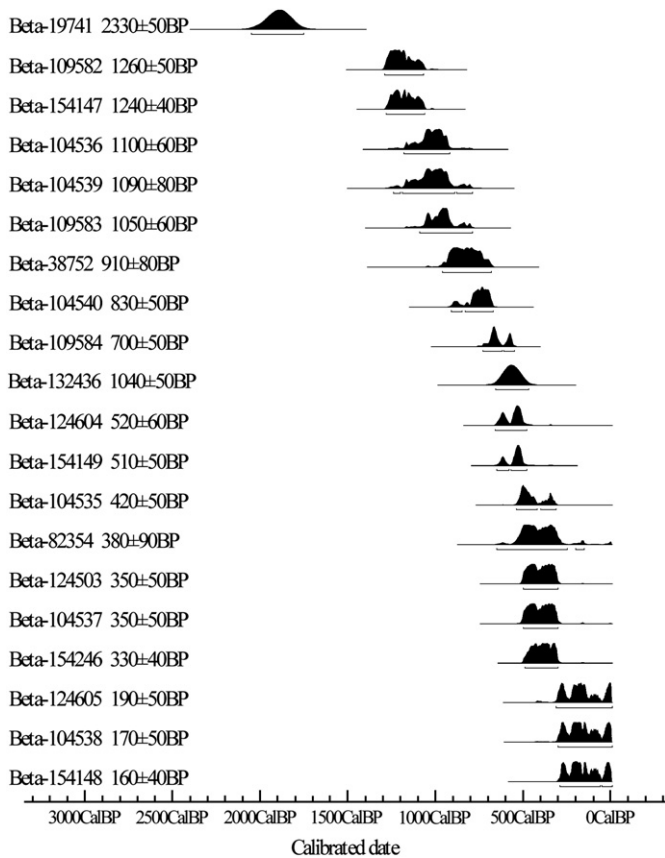 Beta-19741 2330±50BP
Beta-109582 1260±50BP
Beta-154147 1240±40BP
Beta-104536 1100±60BP
Beta-104539 1090±80BP
Beta-109583 1050±60BP
Beta-38752 910±80BP
Beta-104540 830±50BP
Beta-109584 700±50BP
Beta-132436 1040±50BP
Beta-124604 520±60BP
Beta-154149 510±50BP
Beta-104535 420±50BP
Beta-82354 380±90BP
Beta-124503 350±50BP
Beta-104537 350±50BP
Beta-154246 330±40BP
Beta-124605 190±50BP
Beta-104538 170±50BP
Beta-154148 160±40BP
3000CalBP 2500CalBP 2000CalBP 1500CalBP 1000CalBP 500CalBP 0CalBP
Calibrated date